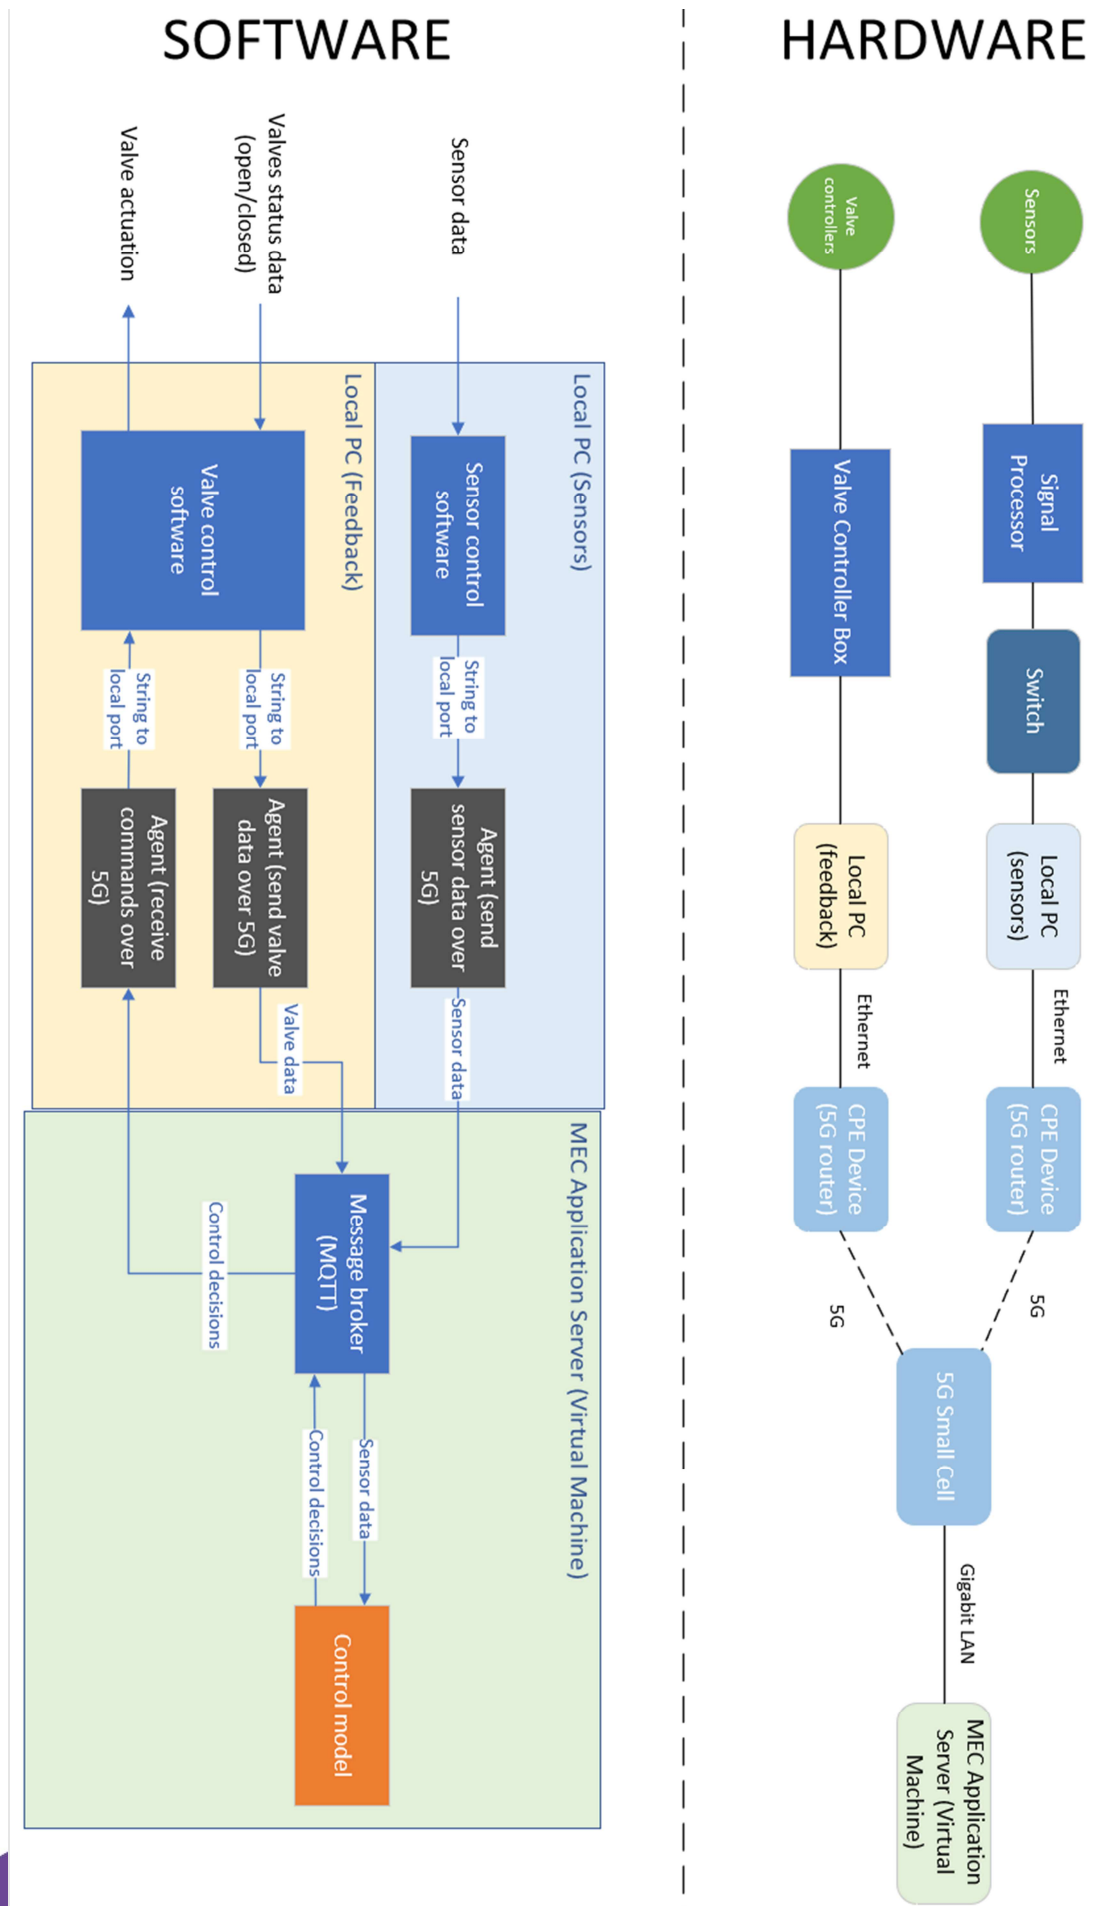 SOFTWARE
HARDWARE
Sensors
Signal
Processor
Switch
Local PC
(sensors)
Ethernet
CPE Device
(5G router)
5G
Valve
controllers
Valve Controller Box
Local PC
(feedback)
Ethernet
CPE Device
(5G router)
5G
5G Small Cell
Gigabit LAN
MEC Application
Server (Virtual
Machine)
Local PC (Sensors)
Sensor data
Sensor control
software
String to
local port
Agent (send
sensor data over
5G)
Sensor data
Local PC (Feedback)
Valves status data
(open/closed)
Valve actuation
Valve control
software
String to
local port
String to
local port
Agent (send valve
data over 5G)
Agent (receive
commands over
5G)
Valve data
MEC Application Server (Virtual Machine)
Message broker
(MQTT)
Control decisions
Sensor data
Control decisions
Control model